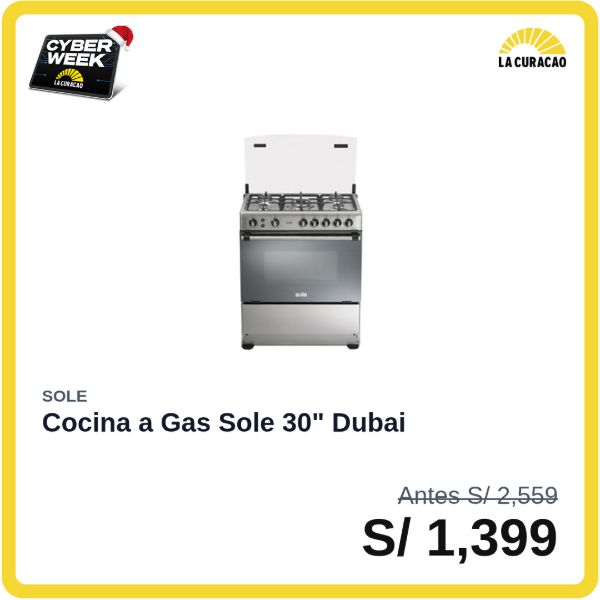 CYBER
WEEK
LA CURACAO
LA CURACAO
sole
SOLE
Cocina a Gas Sole 30" Dubai
Antes S/ 2,559
S/ 1,399